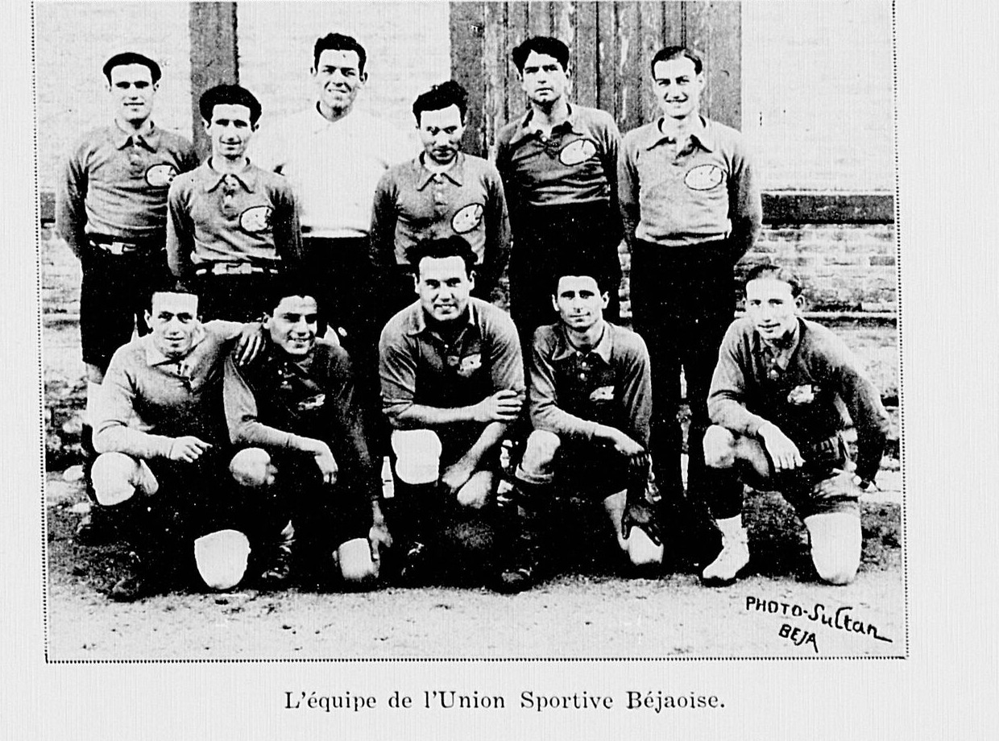 PHOTO-Sultan
BEJA
L'équipe de l'Union Sportive Béjaoise.